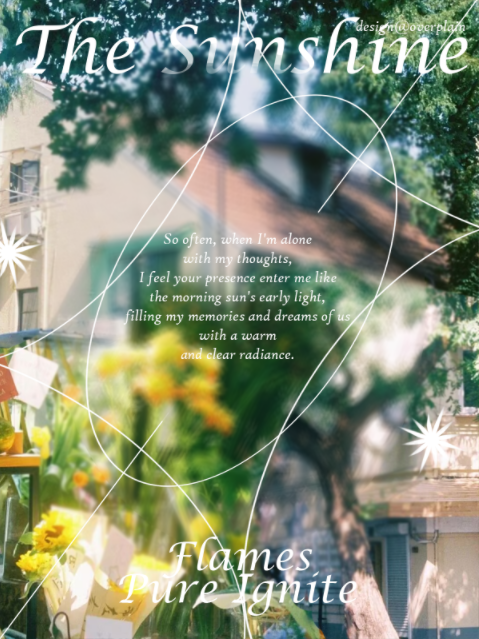 design@overplain
The Sunshine
So often, when I'm alone
with my thoughts,
I feel your presence enter me like
the morning sun's early light,
filling my memories and dreams of us
with a warm
and clear radiance.
Flames
Pure Ignite